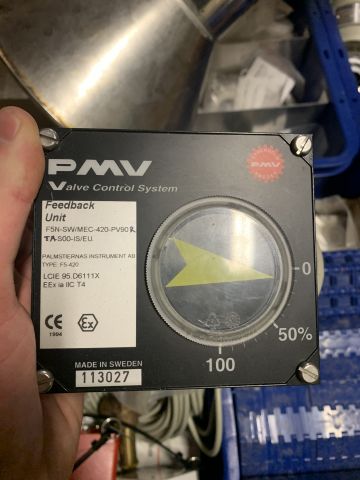 PMV
PMV
Valve Control System
Feedback
Unit
F5N-SW/MEC-420-PV90R
TA-S00-IS/EU
PALMSTIERNAS INSTRUMENT AB
TYPE: F5-420
LCIE 95.D6111X
EEx ia IIC T4
0
50%
100
CE
1994
Ex
MADE IN SWEDEN
113027